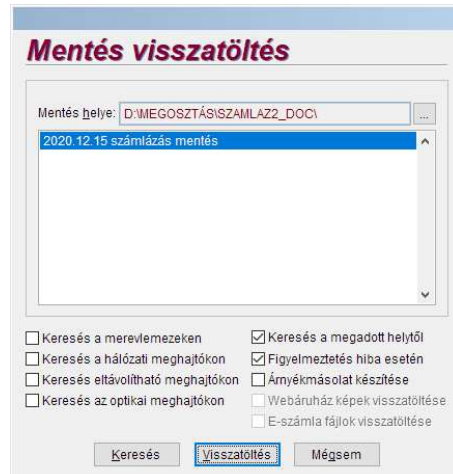 Mentés visszatöltés
Mentés helye: D:\MEGOSZTÁS\SZAMLAZ2_DOC\ ...
2020.12.15 számlázás mentés
Keresés a merevlemezeken
Keresés a hálózati meghajtókon
Keresés eltávolítható meghajtókon
Keresés az optikai meghajtókon
Keresés a megadott helytől
Figyelmeztetés hiba esetén
Árnyékmásolat készítése
Webáruház képek visszatöltése
E-számla fájlok visszatöltése
Keresés Visszatöltés Mégsem